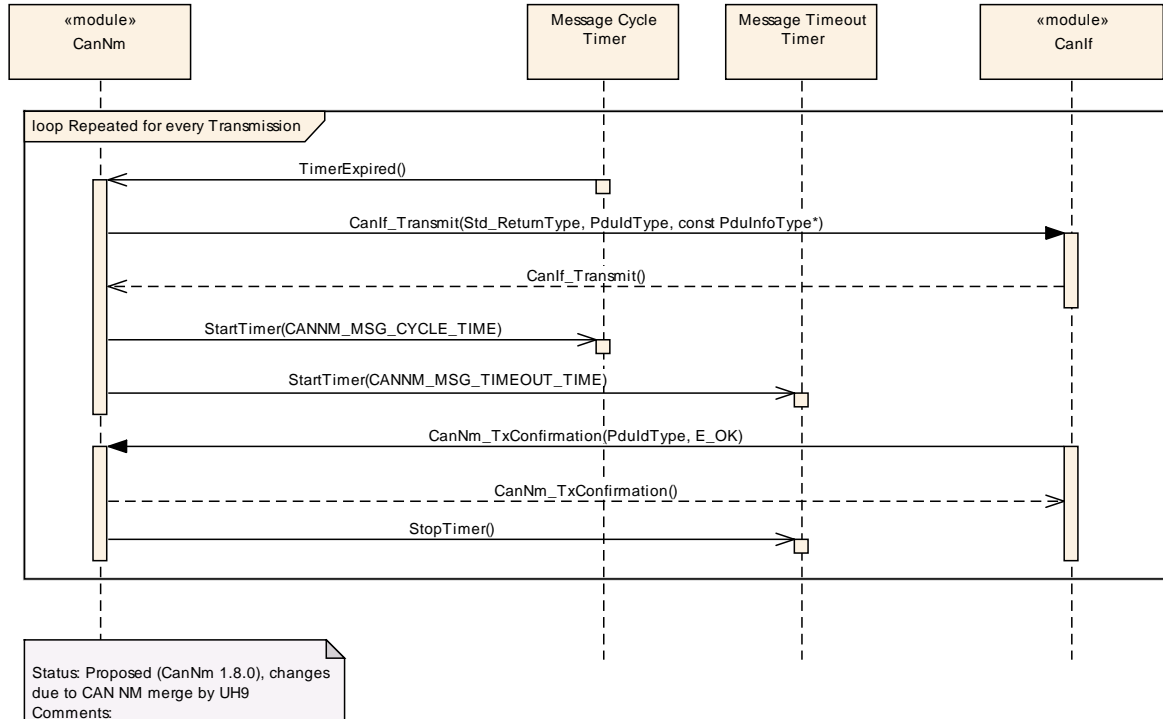 «module»
CanNm
Message Cycle
Timer
Message Timeout
Timer
«module»
CanIf
loop Repeated for every Transmission
TimerExpired()
CanIf_Transmit(Std_ReturnType, PduIdType, const PduInfoType*)
CanIf_Transmit()
StartTimer(CANNM_MSG_CYCLE_TIME)
StartTimer(CANNM_MSG_TIMEOUT_TIME)
CanNm_TxConfirmation(PduIdType, E_OK)
CanNm_TxConfirmation()
StopTimer()
Status: Proposed (CanNm 1.8.0), changes
due to CAN NM merge by UH9
Comments: